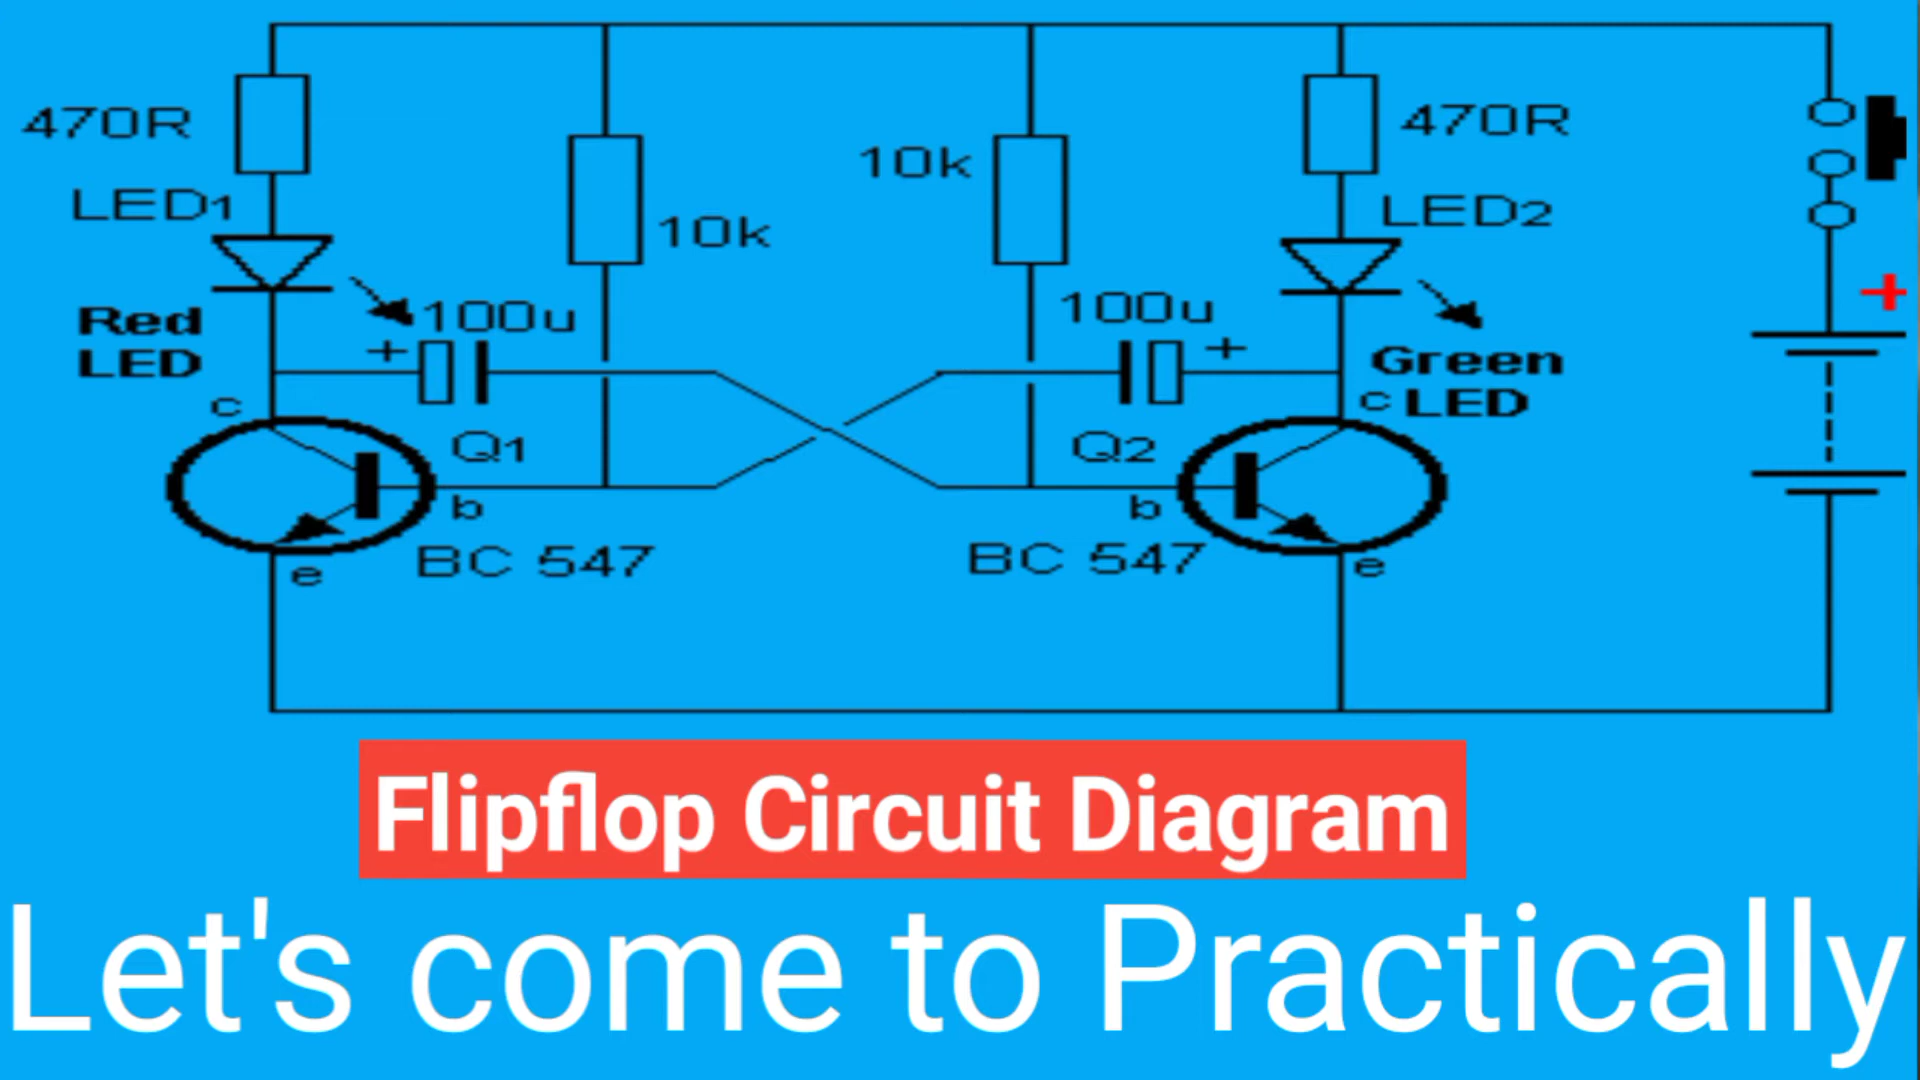 470R
LED1
Red
LED
10k
10k
470R
LED2
100u
+
100u
+
Green
LED
+
c
Q1
b
e
BC 547
Q2
b
c
e
BC 547
Flipflop Circuit Diagram
Let's come to Practically